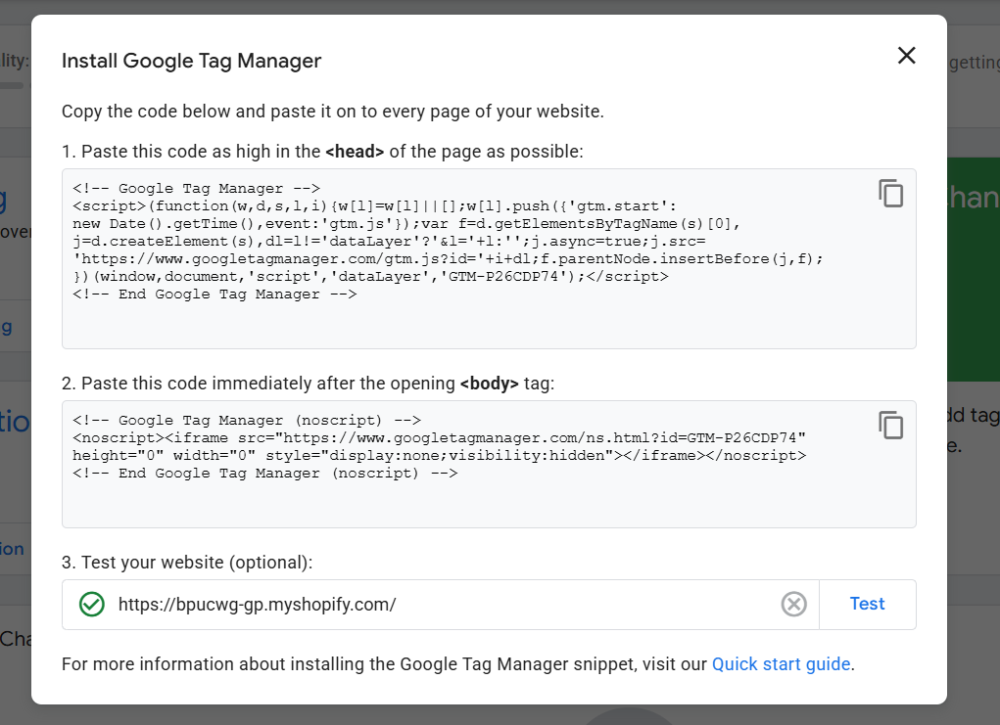 Install Google Tag Manager
Copy the code below and paste it on to every page of your website.
1. Paste this code as high in the <head> of the page as possible:
<!-- Google Tag Manager -->
<script>(function(w,d,s,l,i){w[l]=w[l]||[];w[l].push({'gtm.start':
new Date().getTime(),event:'gtm.js'});var f=d.getElementsByTagName(s)[0],
j=d.createElement(s),dl=l!='dataLayer'?'&l='+l:'';j.async=true;j.src=
'https://www.googletagmanager.com/gtm.js?id='+i+dl;f.parentNode.insertBefore(j,f);
})(window,document,'script','dataLayer','GTM-P26CDP74');</script>
<!-- End Google Tag Manager -->
2. Paste this code immediately after the opening <body> tag:
<!-- Google Tag Manager (noscript) -->
<noscript><iframe src="https://www.googletagmanager.com/ns.html?id=GTM-P26CDP74"
height="0" width="0" style="display:none;visibility:hidden"></iframe></noscript>
<!-- End Google Tag Manager (noscript) -->
3. Test your website (optional):
https://bpucwg-gp.myshopify.com/ Test
For more information about installing the Google Tag Manager snippet, visit our Quick start guide.